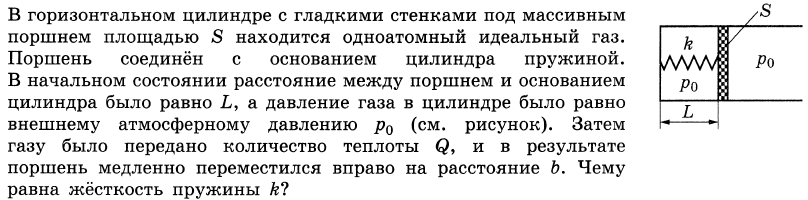 В горизонтальном цилиндре с гладкими стенками под массивным
поршнем площадью S находится одноатомный идеальный газ.
Поршень соединён с основанием цилиндра пружиной.
В начальном состоянии расстояние между поршнем и основанием
цилиндра было равно L, а давление газа в цилиндре было равно
внешнему атмосферному давлению p₀ (см. рисунок). Затем
газу было передано количество теплоты Q, и в результате
поршень медленно переместился вправо на расстояние b. Чему
равна жёсткость пружины k?
S
k
p₀
p₀
L